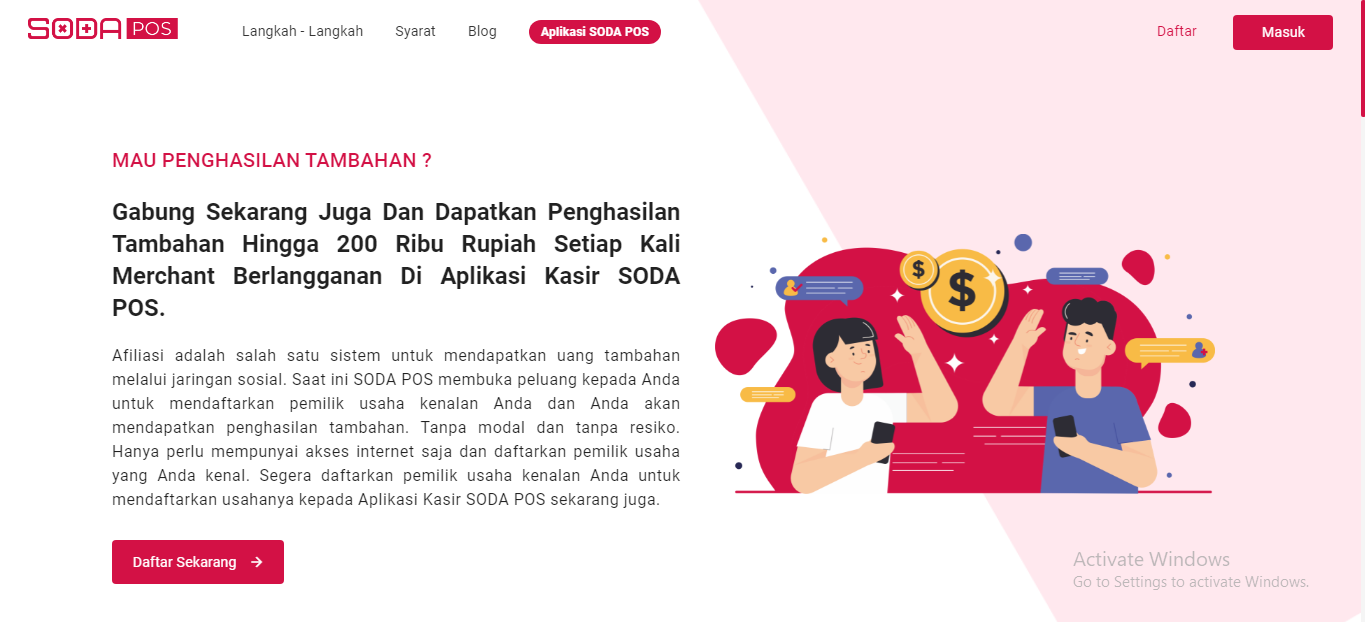 SODA POS
Langkah - Langkah
Syarat
Blog
Aplikasi SODA POS
Daftar
Masuk
MAU PENGHASILAN TAMBAHAN ?
Gabung Sekarang Juga Dan Dapatkan Penghasilan
Tambahan Hingga 200 Ribu Rupiah Setiap Kali
Merchant Berlangganan Di Aplikasi Kasir SODA
POS.
Afiliasi adalah salah satu sistem untuk mendapatkan uang tambahan
melalui jaringan sosial. Saat ini SODA POS membuka peluang kepada Anda
untuk mendaftarkan pemilik usaha kenalan Anda dan Anda akan
mendapatkan penghasilan tambahan. Tanpa modal dan tanpa resiko.
Hanya perlu mempunyai akses internet saja dan daftarkan pemilik usaha
yang Anda kenal. Segera daftarkan pemilik usaha kenalan Anda untuk
mendaftarkan usahanya kepada Aplikasi Kasir SODA POS sekarang juga.
Daftar Sekarang →
$
$
Activate Windows
Go to Settings to activate Windows.